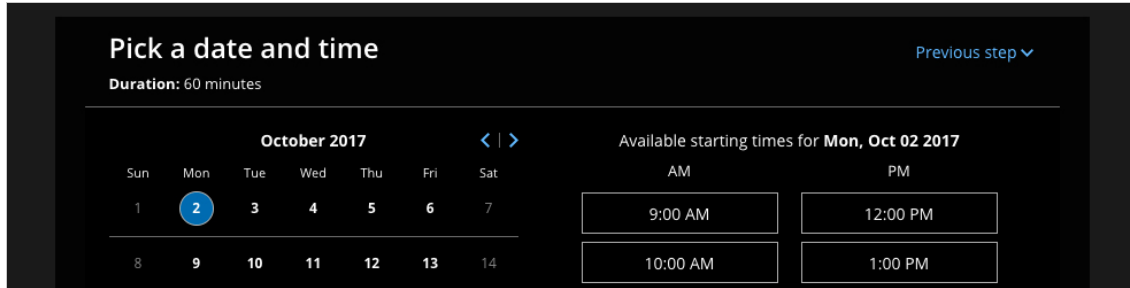 Pick a date and time
Previous step
Duration: 60 minutes
October 2017
Sun Mon Tue Wed Thu Fri Sat
1 2 3 4 5 6 7
8 9 10 11 12 13 14
Available starting times for Mon, Oct 02 2017
AM PM
9:00 AM 12:00 PM
10:00 AM 1:00 PM